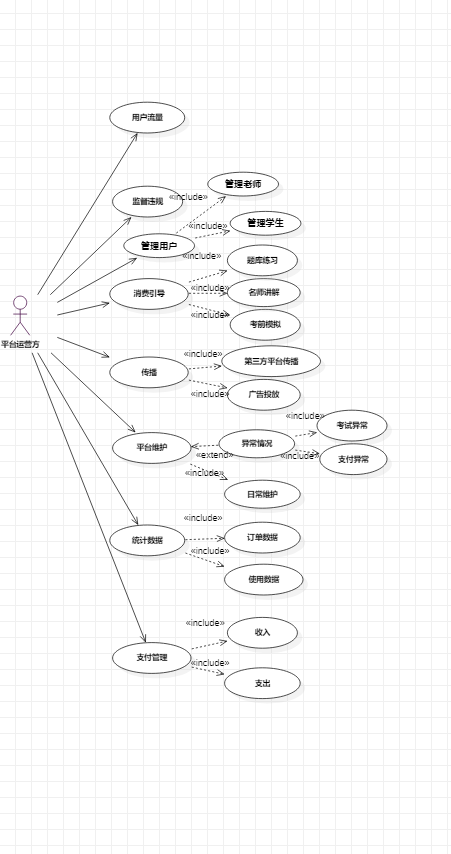 用户流量
管理老师
监督违规
«include»
管理学生
«include»
管理用户
«include»
题库练习
消费引导
«include»
名师讲解
«include»
考前模拟
平台运营方
«include»
第三方平台传播
传播
«include»
广告投放
«include»
考试异常
平台维护
异常情况
«extend»
«include»
支付异常
«include»
日常维护
«include»
统计数据
订单数据
«include»
使用数据
«include»
收入
支付管理
«include»
支出